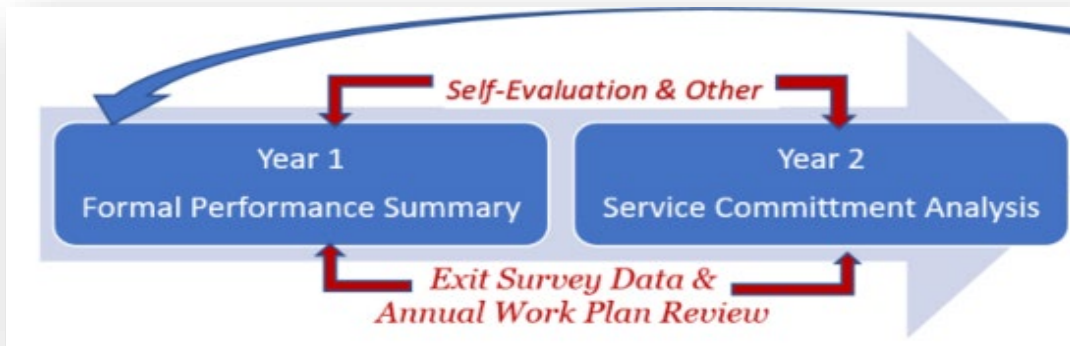 Self-Evaluation & Other
Year 1
Formal Performance Summary
Year 2
Service Committment Analysis
Exit Survey Data &
Annual Work Plan Review